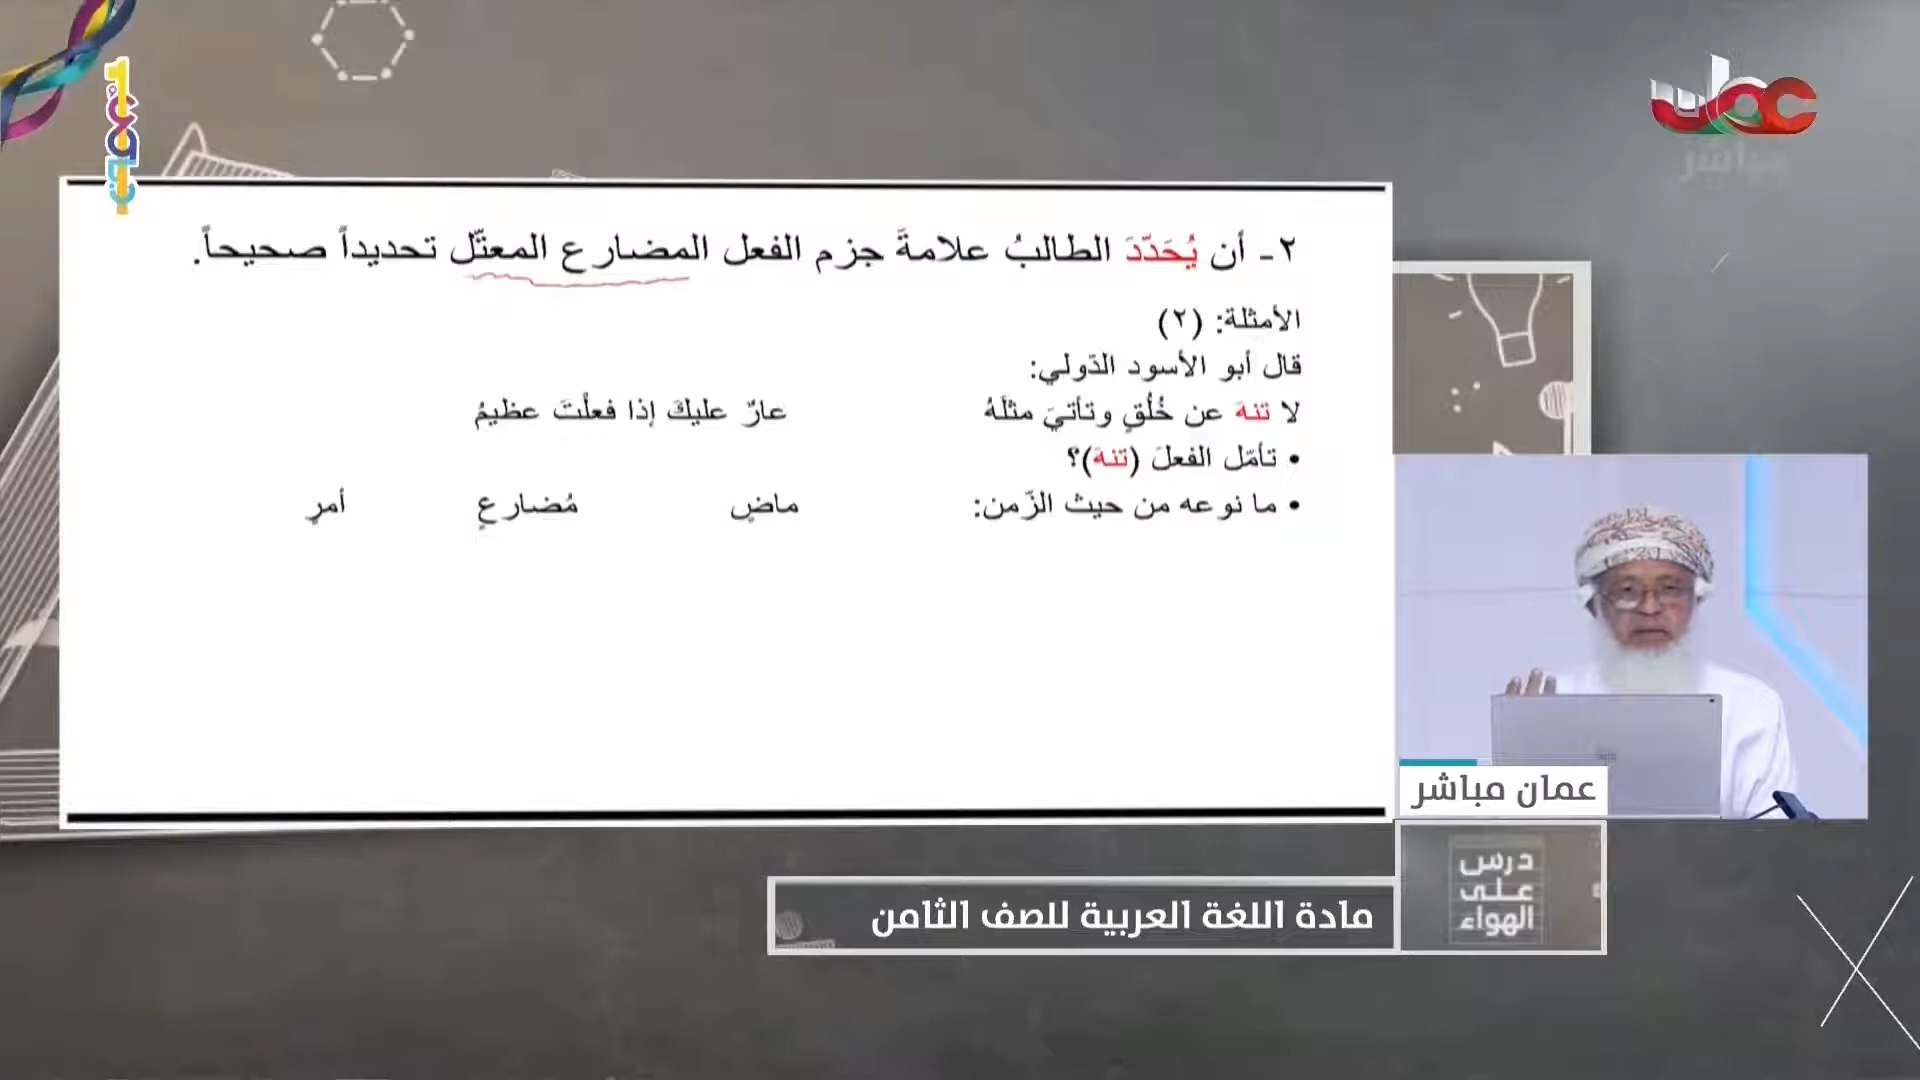 عمان
مباشر
٢- أن يُحَدّدَ الطالبُ علامةَ جزم الفعل المضارع المعتّل تحديداً صحيحاً.
الأمثلة: (٢)
قال أبو الأسود الدّولي:
لا تنهَ عن خُلُقٍ وتأتيَ مثلَهُ عارٌ عليكَ إذا فعلْتَ عظيمُ
• تأمّل الفعلَ (تنهَ)؟
• ما نوعه من حيث الزّمن: ماضٍ مُضارعٍ أمرٍ
عمان مباشر
درس
على
الهواء
مادة اللغة العربية للصف الثامن